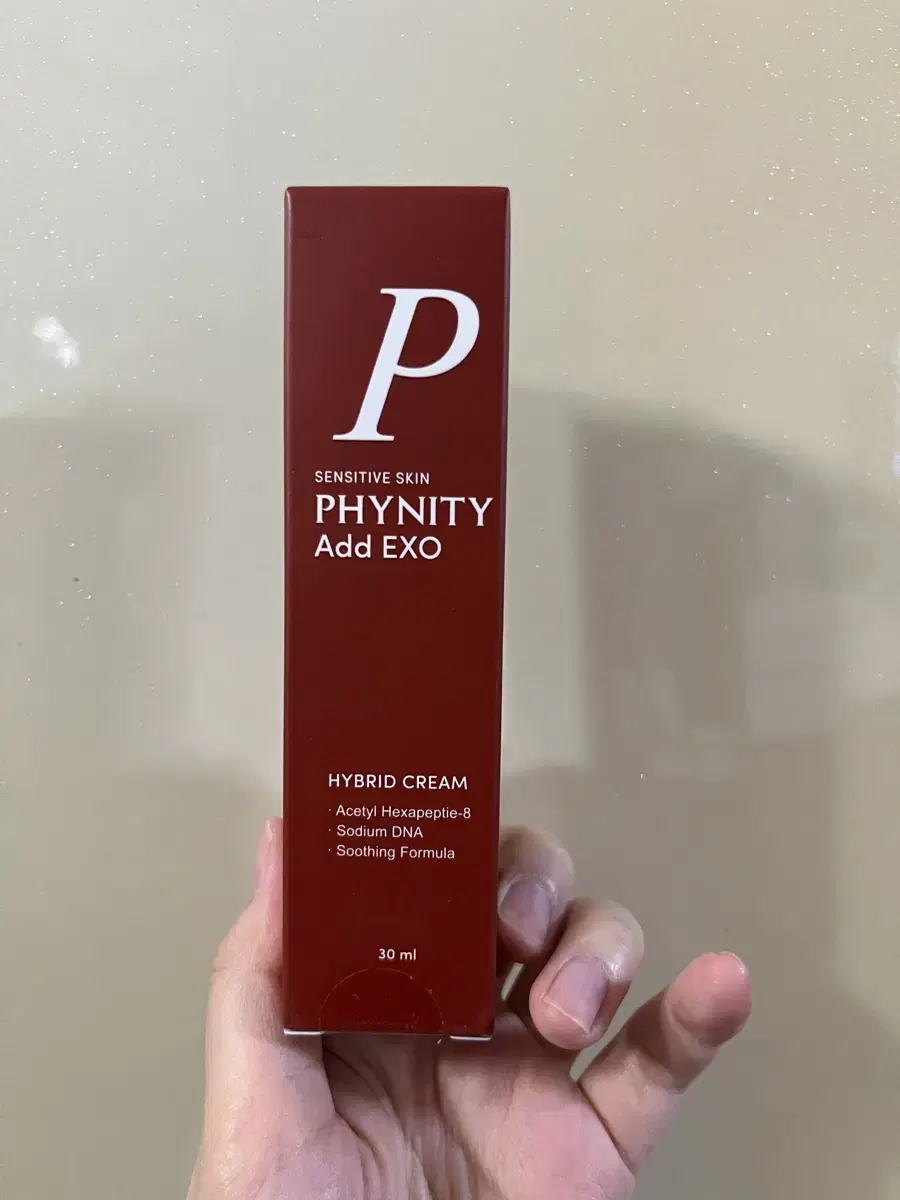 P
SENSITIVE SKIN
PHYNITY
Add EXO
HYBRID CREAM
· Acetyl Hexapeptie-8
· Sodium DNA
· Soothing Formula
30 ml